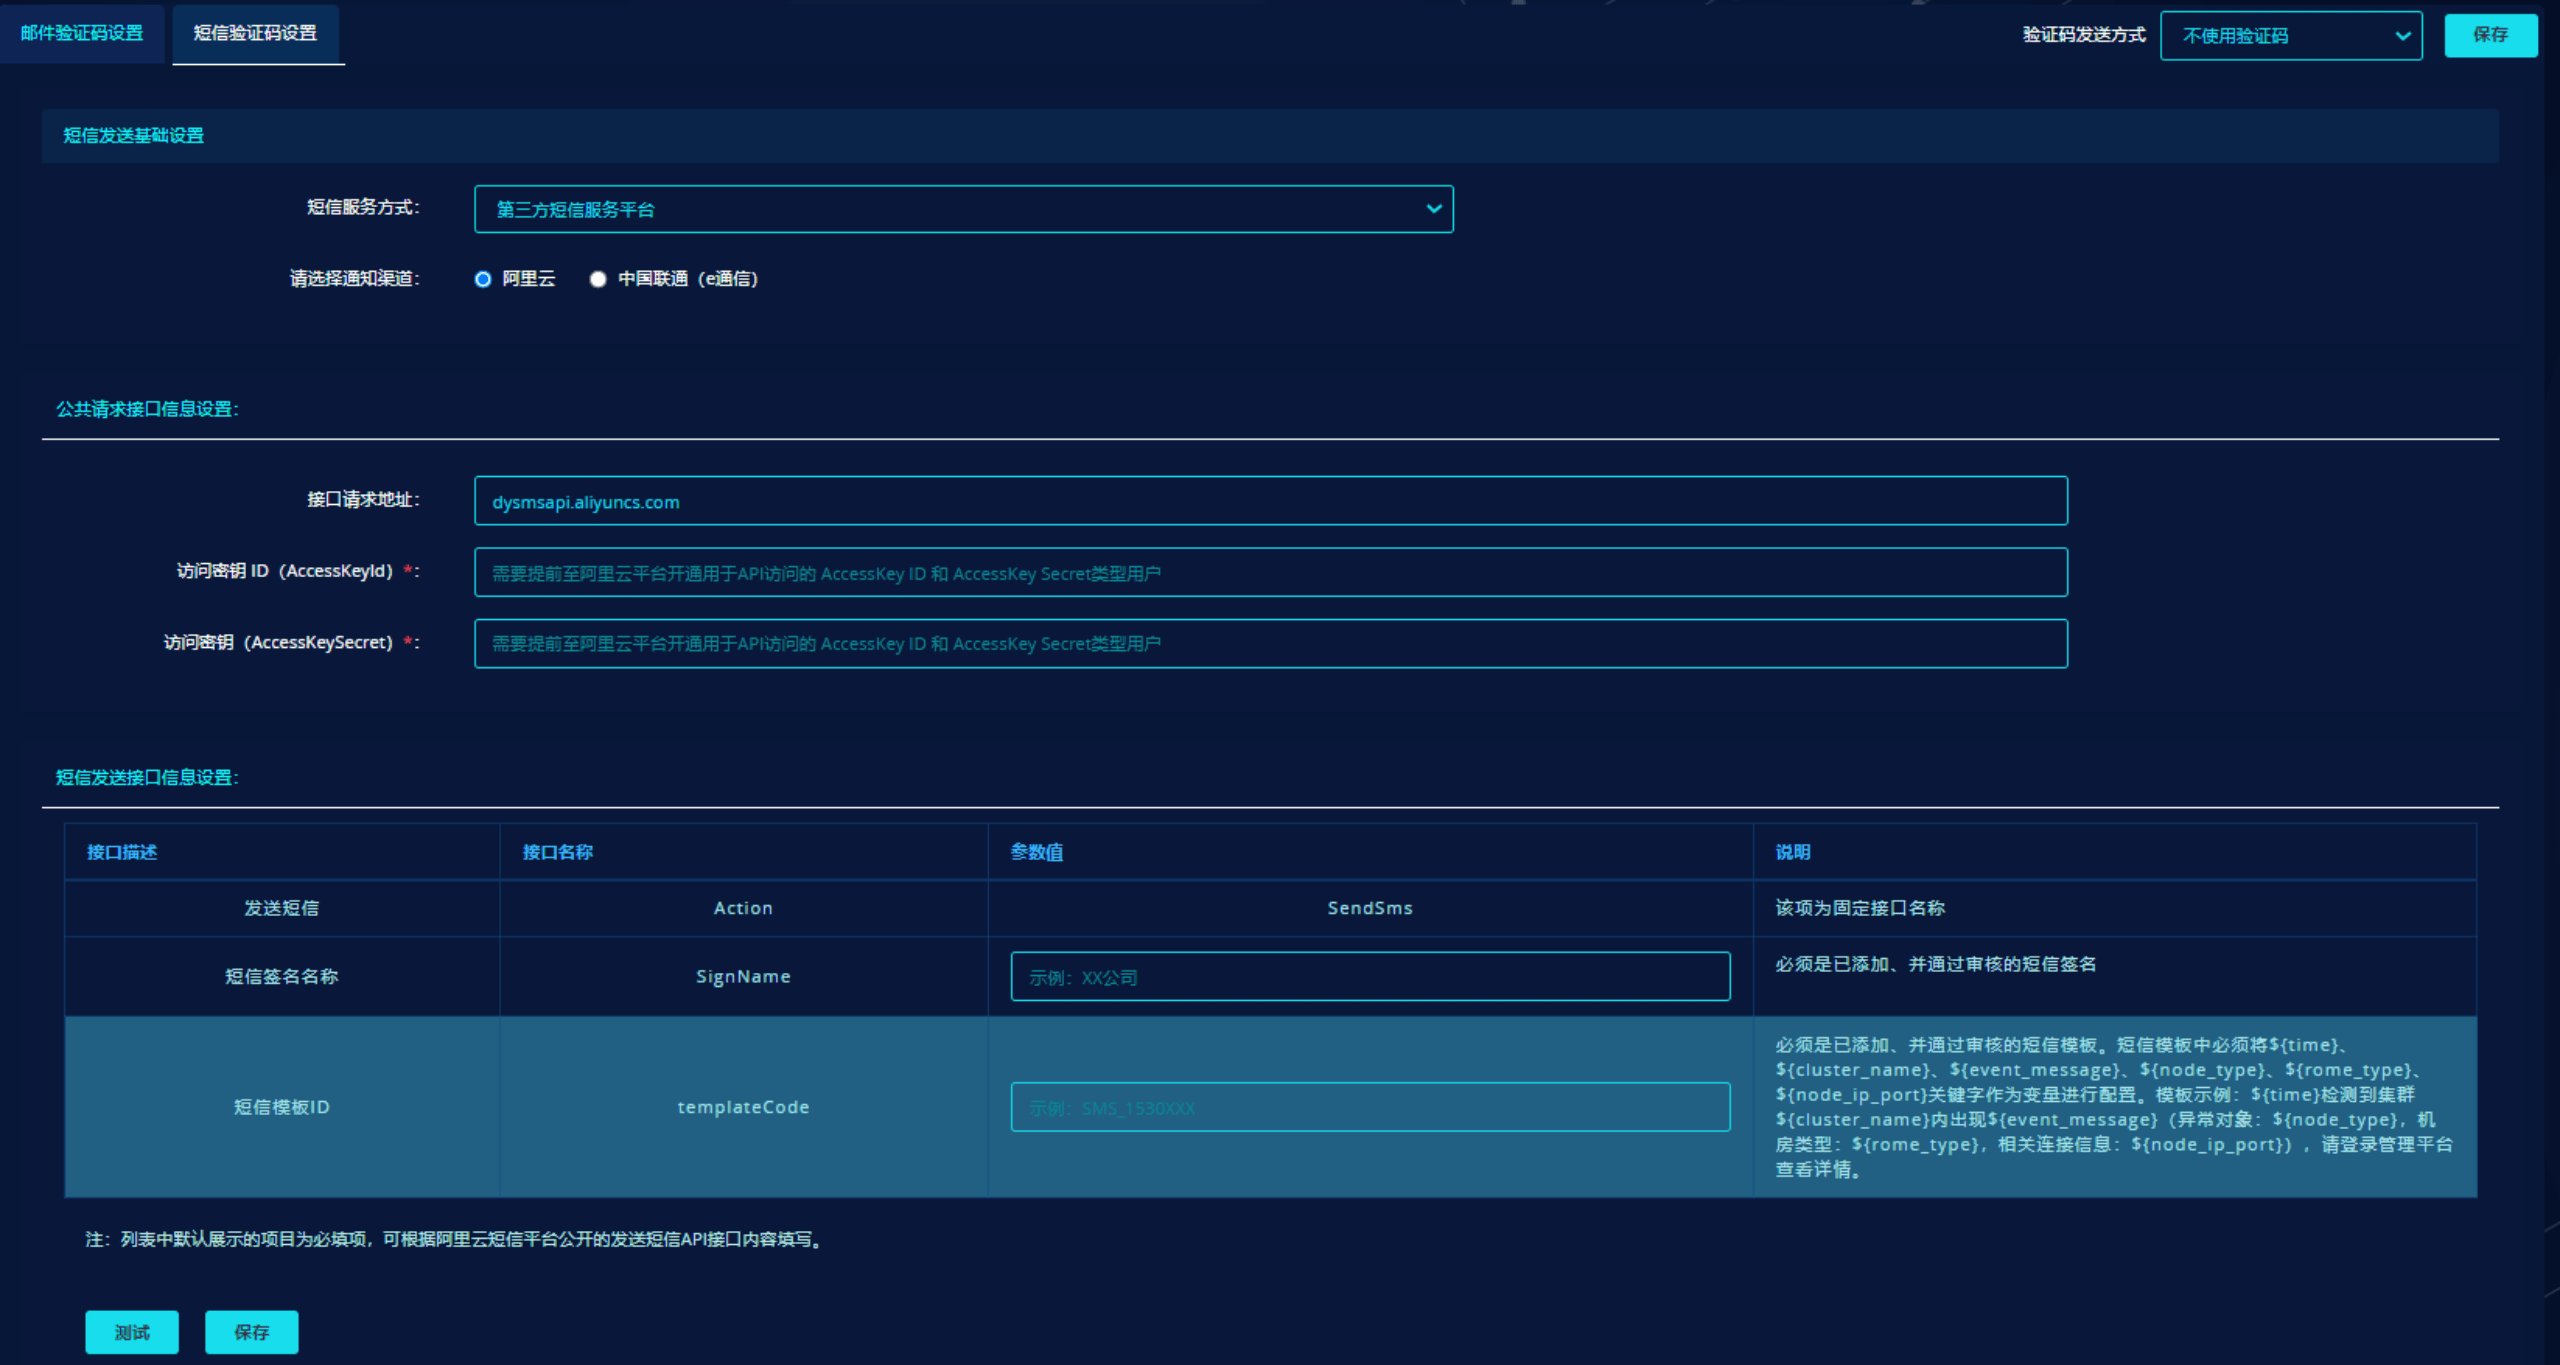 邮件验证码设置
短信验证码设置
验证码发送方式
不使用验证码
保存
短信发送基础设置
短信服务方式：
第三方短信服务平台
请选择通知渠道：
阿里云
中国联通（e通信）
公共请求接口信息设置：
接口请求地址：
dysmsapi.aliyuncs.com
访问密钥 ID（AccessKeyId）*：
需要提前至阿里云平台开通用于API访问的 AccessKey ID 和 AccessKey Secret类型用户
访问密钥（AccessKeySecret）*：
需要提前至阿里云平台开通用于API访问的 AccessKey ID 和 AccessKey Secret类型用户
短信发送接口信息设置：
接口描述
接口名称
参数值
说明
发送短信
Action
SendSms
该项为固定接口名称
短信签名名称
SignName
示例：XX公司
必须是已添加、并通过审核的短信签名
短信模板ID
templateCode
示例：SMS_1530XXX
必须是已添加、并通过审核的短信模板。短信模板中必须将${time}、
${cluster_name}、${event_message}、${node_type}、${rome_type}、
${node_ip_port}关键字作为变量进行配置。模板示例：${time}检测到集群
${cluster_name}内出现${event_message}（异常对象：${node_type}，机
房类型：${rome_type}，相关连接信息：${node_ip_port}），请登录管理平台
查看详情。
注：列表中默认展示的项目为必填项，可根据阿里云短信平台公开的发送短信API接口内容填写。
测试
保存